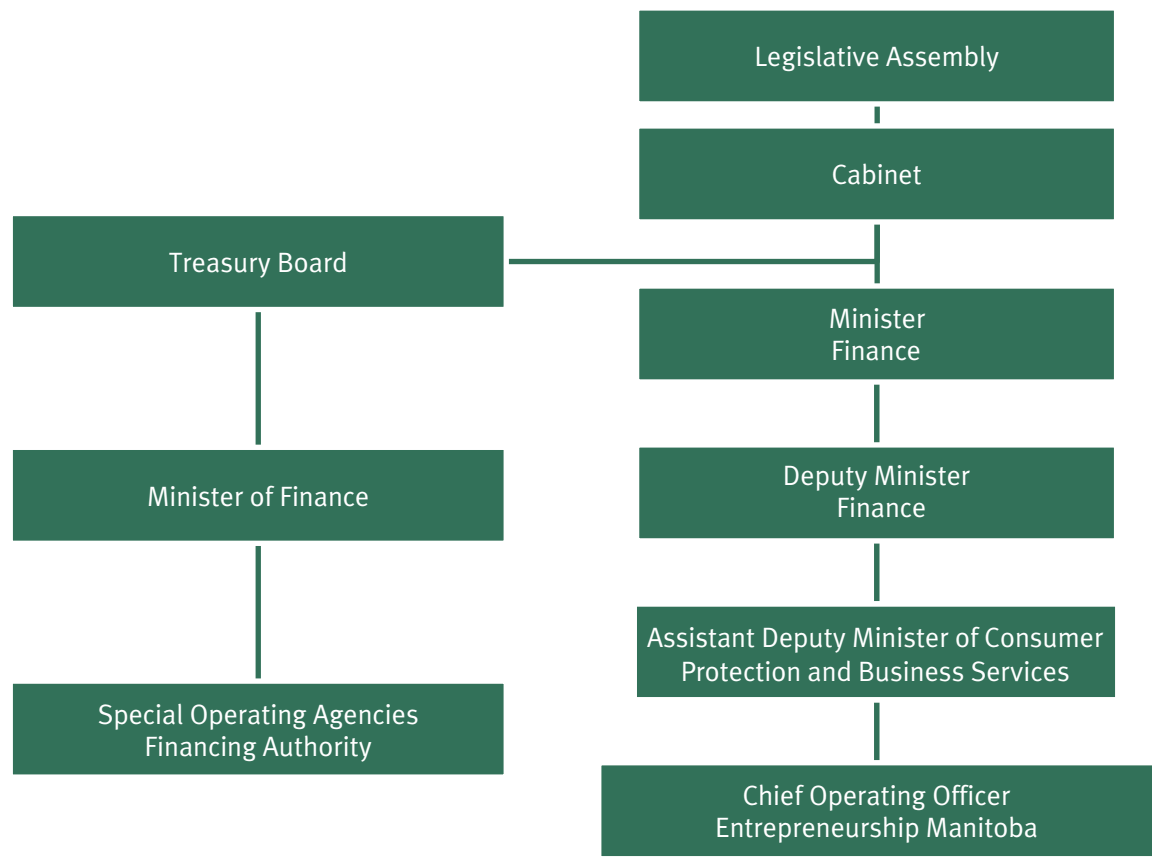 Legislative Assembly
Cabinet
Treasury Board
Minister
Finance
Minister of Finance
Deputy Minister
Finance
Assistant Deputy Minister of Consumer
Protection and Business Services
Special Operating Agencies
Financing Authority
Chief Operating Officer
Entrepreneurship Manitoba